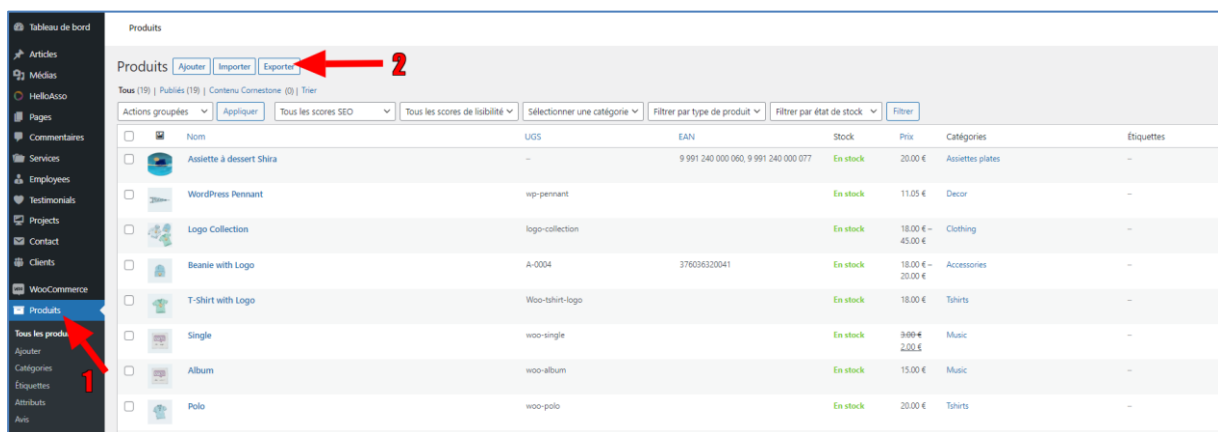 Tableau de bord
Articles
Médias
HelloAsso
Pages
Commentaires
Services
Employees
Testimonials
Projects
Contact
Clients
WooCommerce
Produits
Tous les produ
Ajouter
Catégories
Étiquettes
Attributs
Avis
1
Produits
Produits Ajouter Importer Exporter
2
Tous (19) | Publiés (19) | Contenu Cornestone (0) | Trier
Actions groupées Appliquer Tous les scores SEO Tous les scores de lisibilité Sélectionner une catégorie Filtrer par type de produit Filtrer par état de stock Filtrer
Nom UGS EAN Stock Prix Catégories Étiquettes
Assiette à dessert Shira – 9 991 240 000 060, 9 991 240 000 077 En stock 20.00 € Assiettes plates –
WordPress Pennant wp-pennant En stock 11.05 € Decor –
Logo Collection logo-collection En stock 18.00 € – Clothing –
45.00 €
Beanie with Logo A-0004 376036320041 En stock 18.00 € – Accessories –
20.00 €
T-Shirt with Logo Woo-tshirt-logo En stock 18.00 € Tshirts –
Single woo-single En stock 3.00 € Music –
2.00 €
Album woo-album En stock 15.00 € Music –
Polo woo-polo En stock 20.00 € Tshirts –